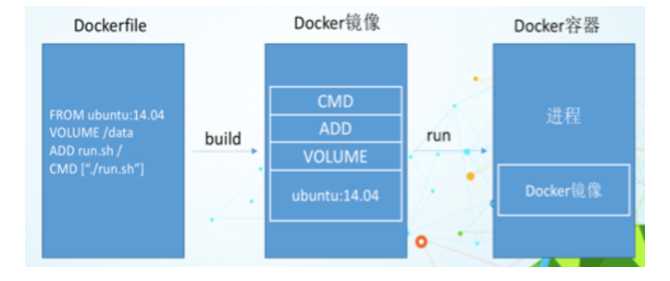 Dockerfile
Docker镜像
Docker容器
FROM ubuntu:14.04
VOLUME /data
ADD run.sh /
CMD [“./run.sh”]
build
CMD
ADD
VOLUME
ubuntu:14.04
run
进程
Docker镜像